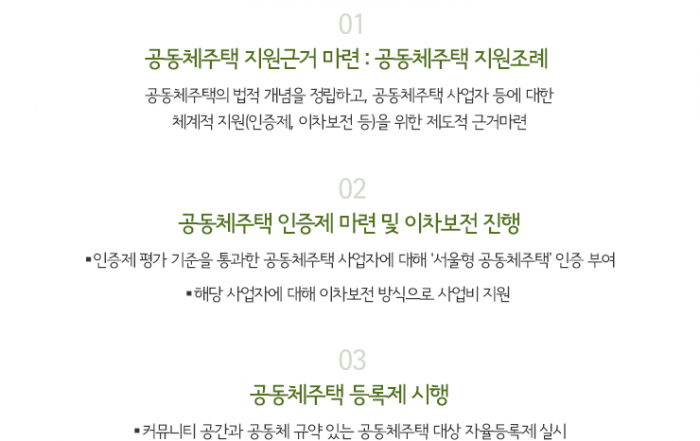 01
공동체주택 지원근거 마련 : 공동체주택 지원조례
공동체주택의 법적 개념을 정립하고, 공동체주택 사업자 등에 대한
체계적 지원(인증제, 이차보전 등)을 위한 제도적 근거마련
02
공동체주택 인증제 마련 및 이차보전 진행
▪인증제 평가 기준을 통과한 공동체주택 사업자에 대해 '서울형 공동체주택' 인증 부여
▪해당 사업자에 대해 이차보전 방식으로 사업비 지원
03
공동체주택 등록제 시행
▪커뮤니티 공간과 공동체 규약 있는 공동체주택 대상 자율등록제 실시